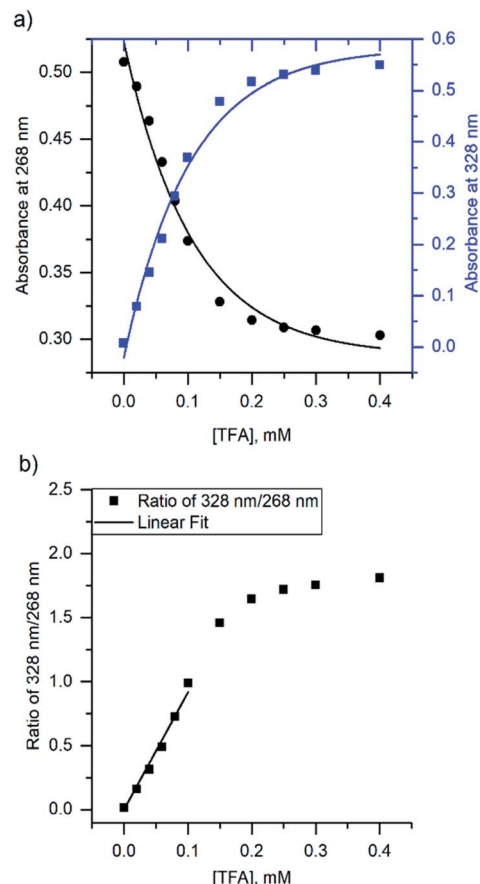 a)
0.50
0.45
0.40
0.35
0.30
Absorbance at 268 nm
0.6
0.5
0.4
0.3
0.2
0.1
0.0
Absorbance at 328 nm
0.0 0.1 0.2 0.3 0.4
[TFA], mM
b)
Ratio of 328 nm/268 nm
Linear Fit
2.5
2.0
1.5
1.0
0.5
0.0
Ratio of 328 nm/268 nm
0.0 0.1 0.2 0.3 0.4
[TFA], mM